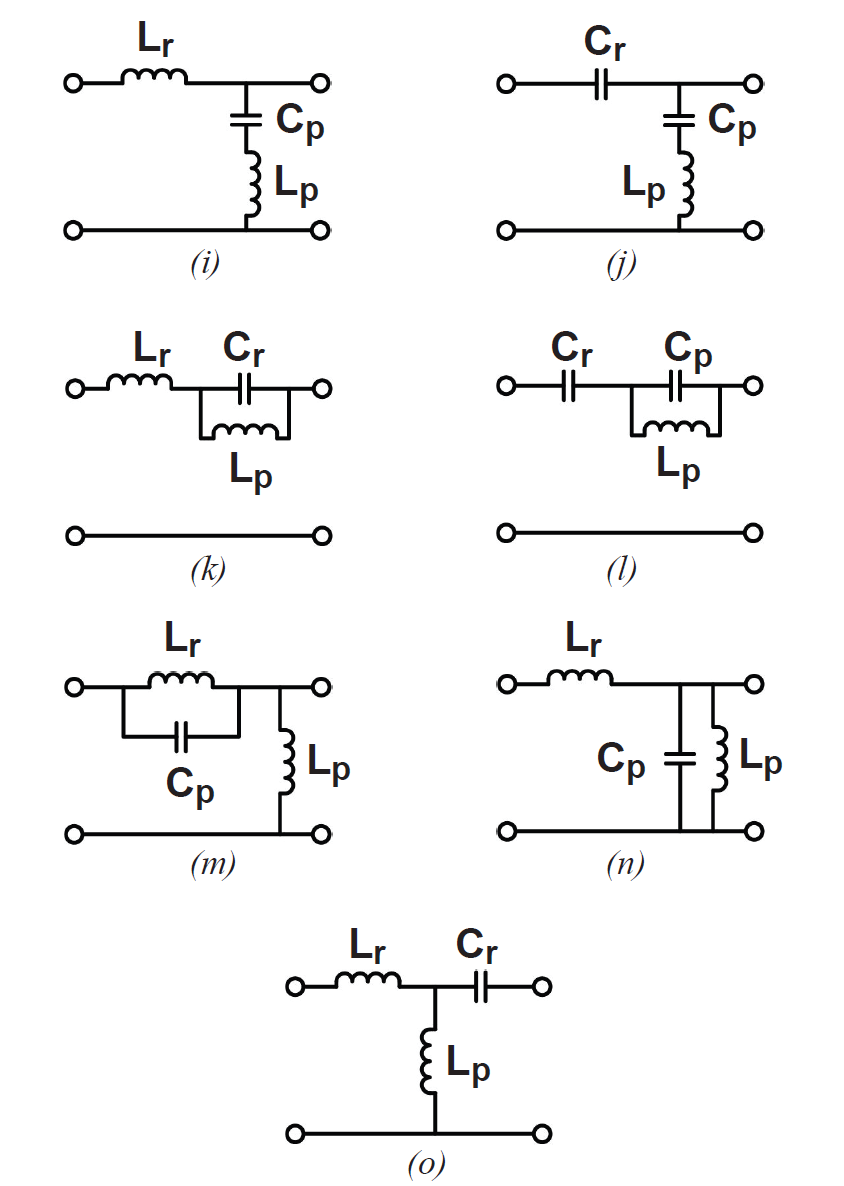 Lr
Cp
Lp
(i)
Cr
Cp
Lp
(j)
Lr Cr
Lp
(k)
Cr Cp
Lp
(l)
Lr
Cp
Lp
(m)
Lr
Cp Lp
(n)
Lr Cr
Lp
(o)